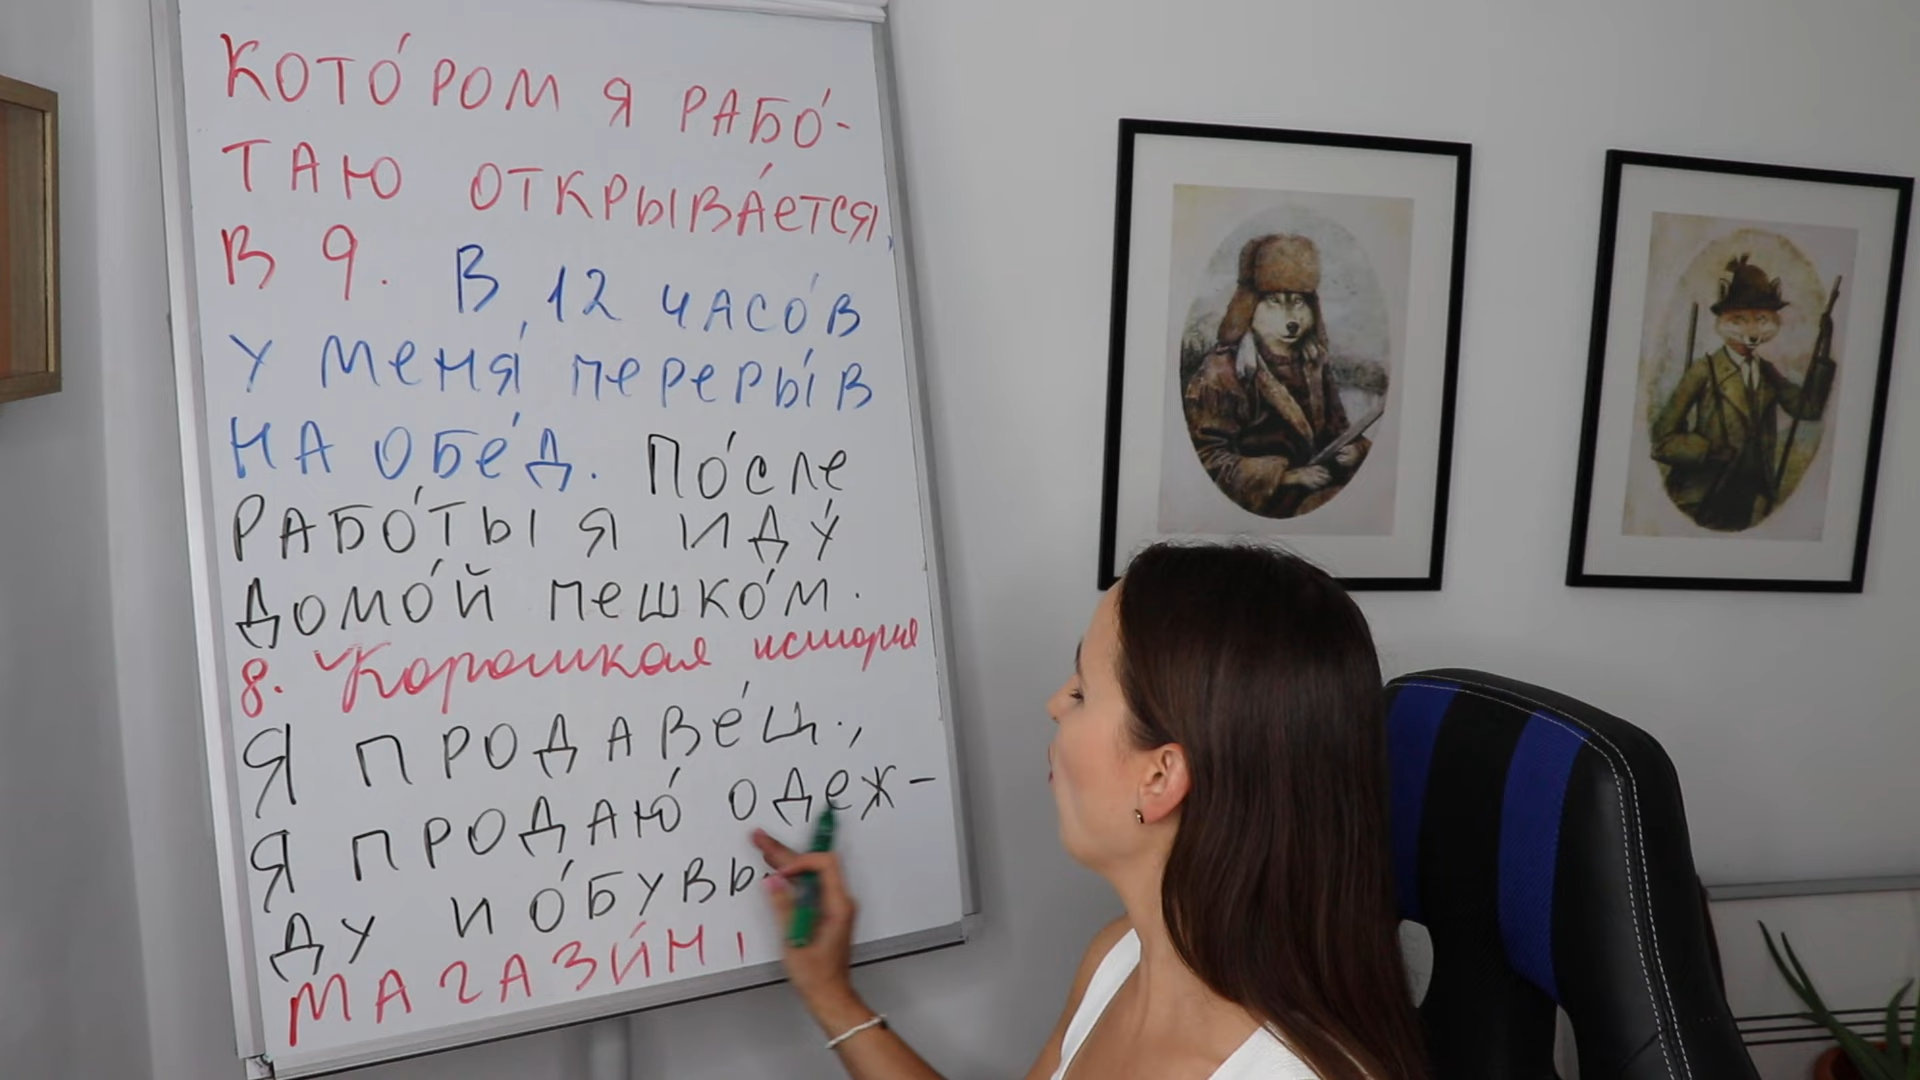 КОТО́РОМ Я РАБО́-
ТАЮ ОТКРЫВА́ЕТСЯ
В 9. В 12 ЧАСО́В
У МЕНЯ́ ПЕРЕРЫ́В
НА ОБЕ́Д. ПО́СЛЕ
РАБО́ТЫ Я ИДУ́
ДОМО́Й ПЕШКО́М.
8. Короткая история
Я ПРОДАВЕ́Ц.,
Я ПРОДАЮ́ ОДЕЖ-
ДУ И О́БУВЬ.
МАГАЗИ́Н,